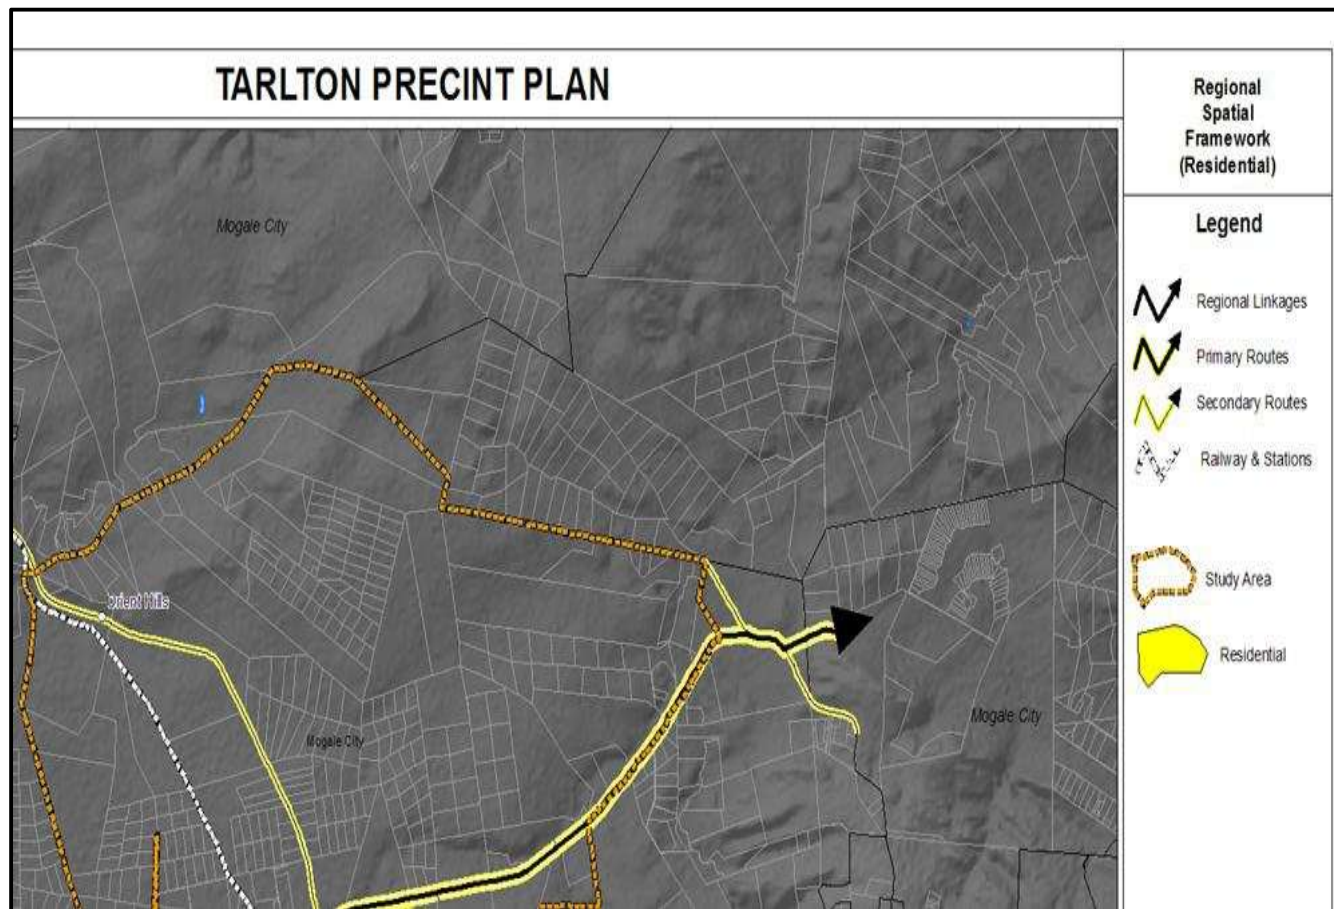 TARLTON PRECINT PLAN
Regional
Spatial
Framework
(Residential)
Legend
Regional Linkages
Primary Routes
Secondary Routes
Railway & Stations
Study Area
Residential
Mogale City
Orient Hills
Mogale City
Mogale City